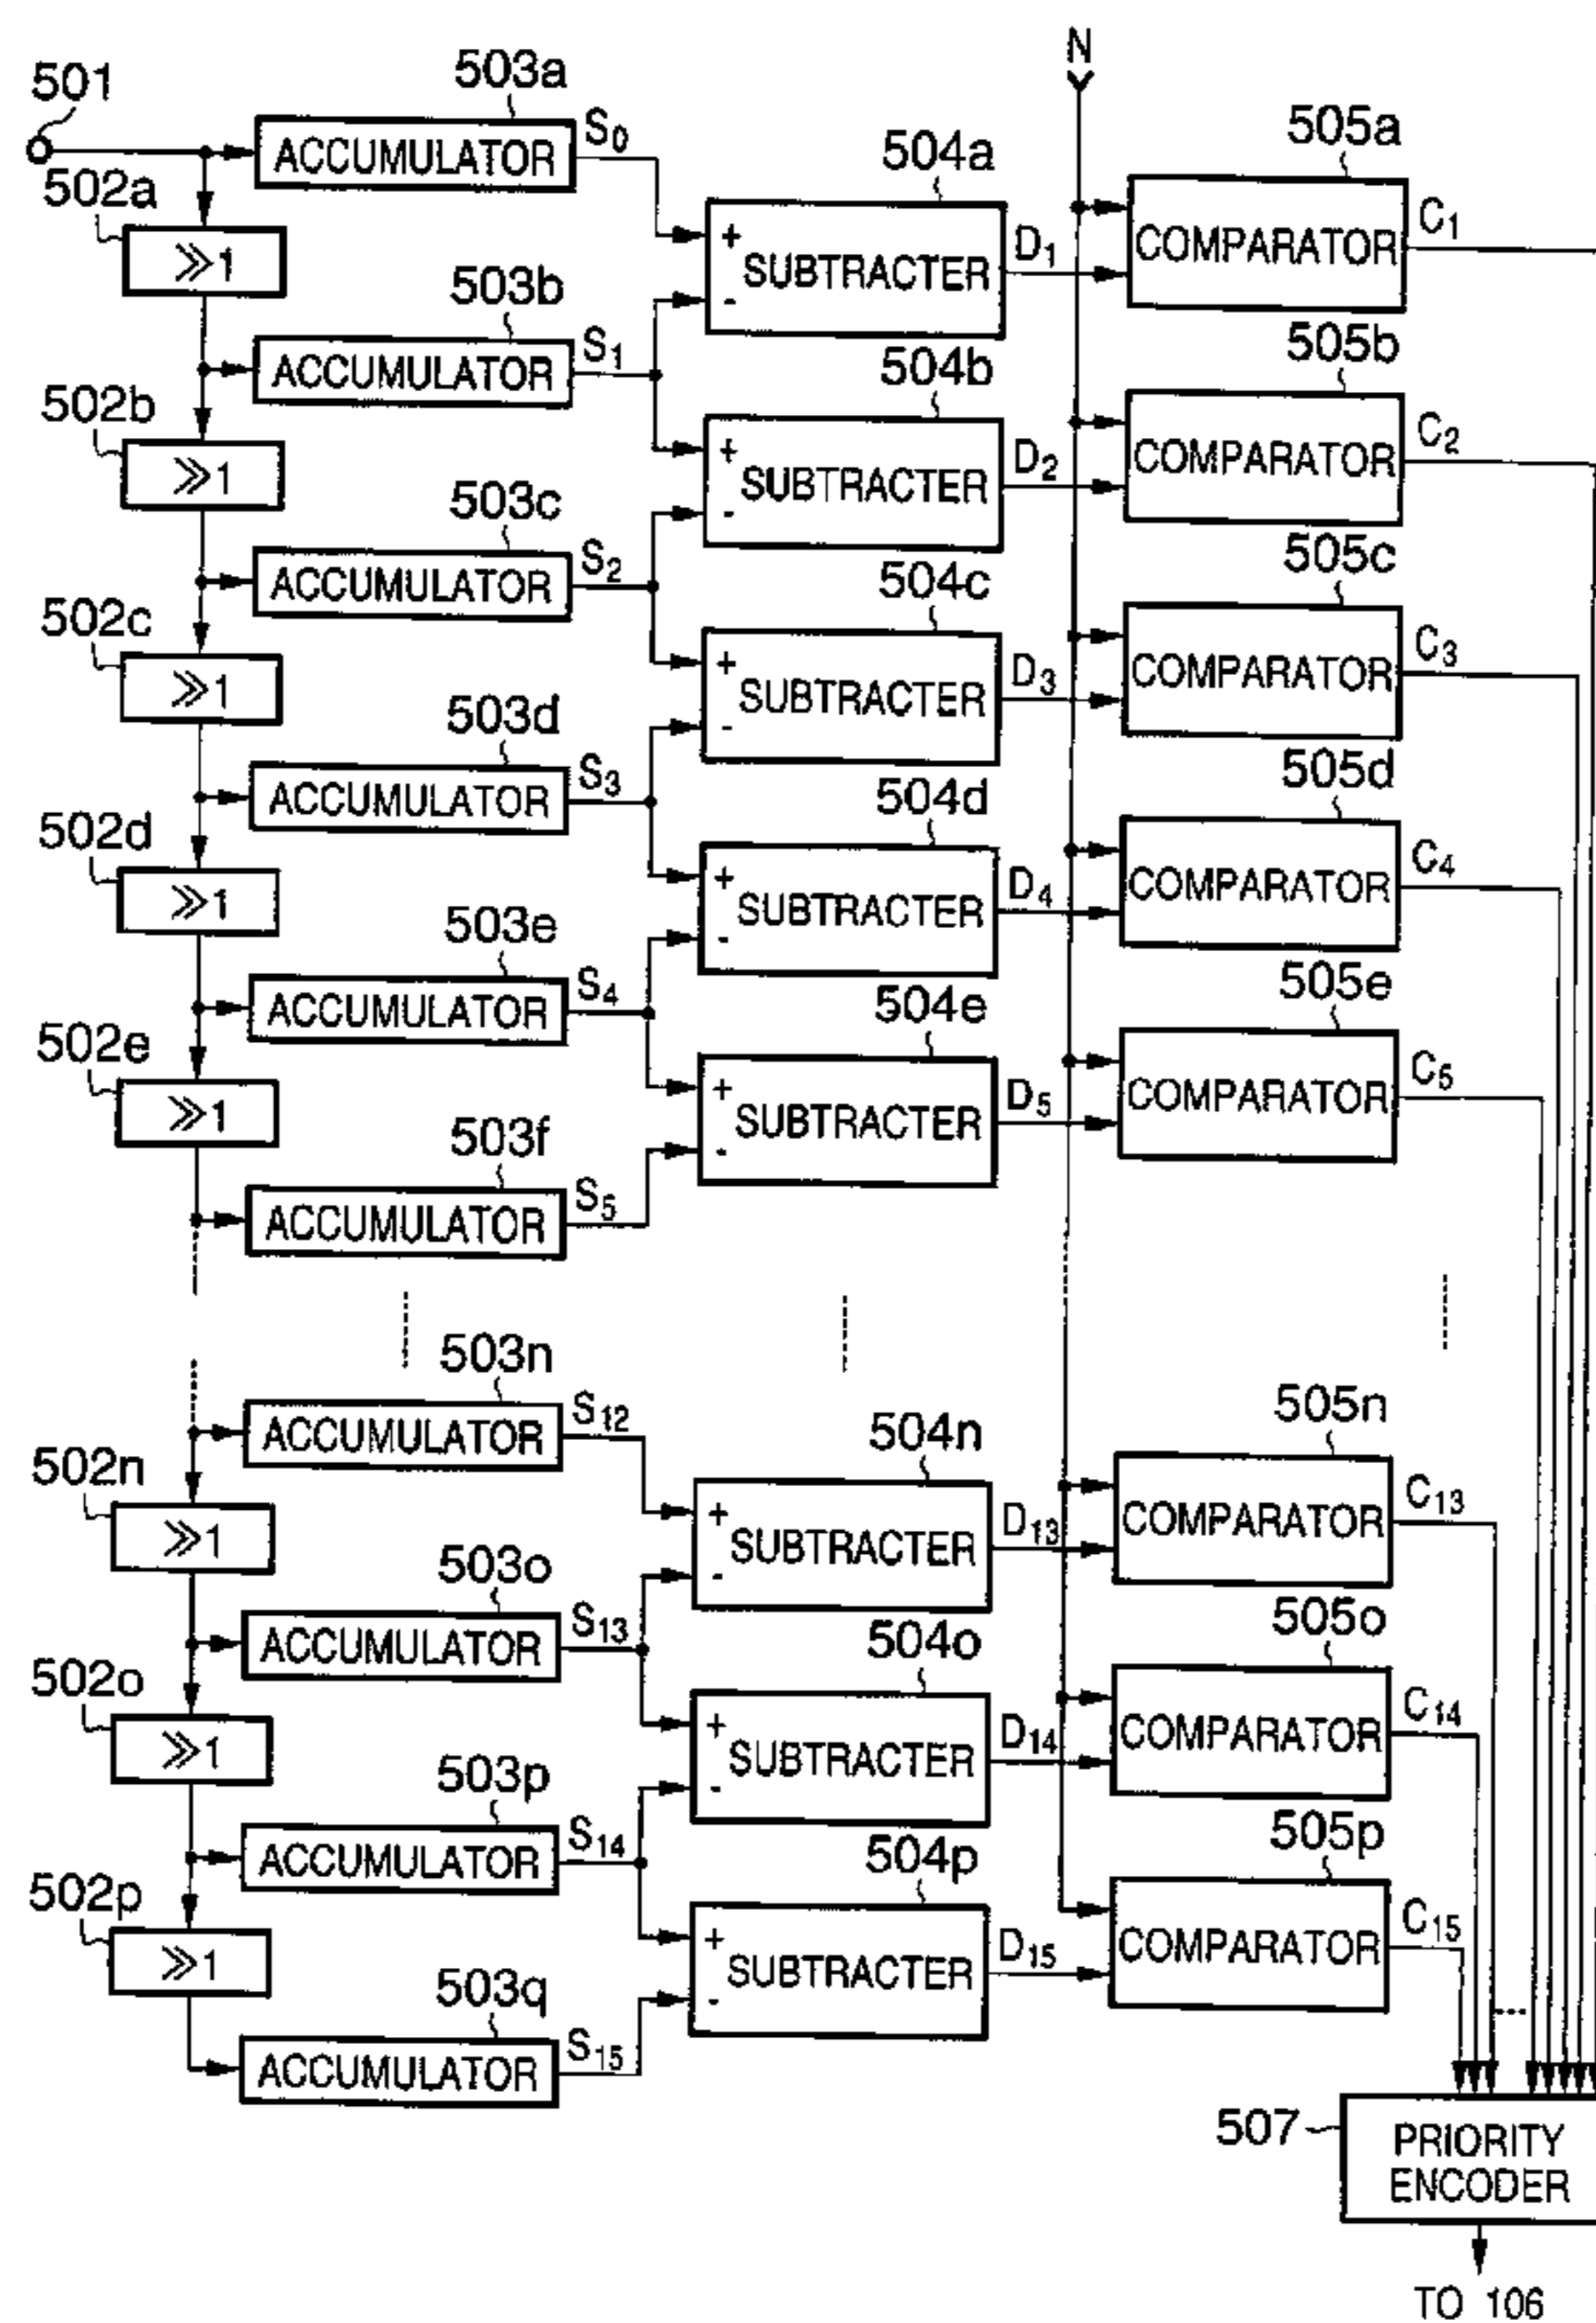 N
501
503a
ACCUMULATOR
S0
502a
≫1
504a
+
-
SUBTRACTER
D1
505a
COMPARATOR
C1
503b
ACCUMULATOR
S1
502b
≫1
504b
+
-
SUBTRACTER
D2
505b
COMPARATOR
C2
503c
ACCUMULATOR
S2
502c
≫1
504c
+
-
SUBTRACTER
D3
505c
COMPARATOR
C3
503d
ACCUMULATOR
S3
502d
≫1
504d
+
-
SUBTRACTER
D4
505d
COMPARATOR
C4
503e
ACCUMULATOR
S4
502e
≫1
504e
+
-
SUBTRACTER
D5
505e
COMPARATOR
C5
503f
ACCUMULATOR
S5
503n
ACCUMULATOR
S12
502n
≫1
504n
+
-
SUBTRACTER
D13
505n
COMPARATOR
C13
503o
ACCUMULATOR
S13
502o
≫1
504o
+
-
SUBTRACTER
D14
505o
COMPARATOR
C14
503p
ACCUMULATOR
S14
502p
≫1
504p
+
-
SUBTRACTER
D15
505p
COMPARATOR
C15
503q
ACCUMULATOR
S15
507
PRIORITY
ENCODER
TO 106